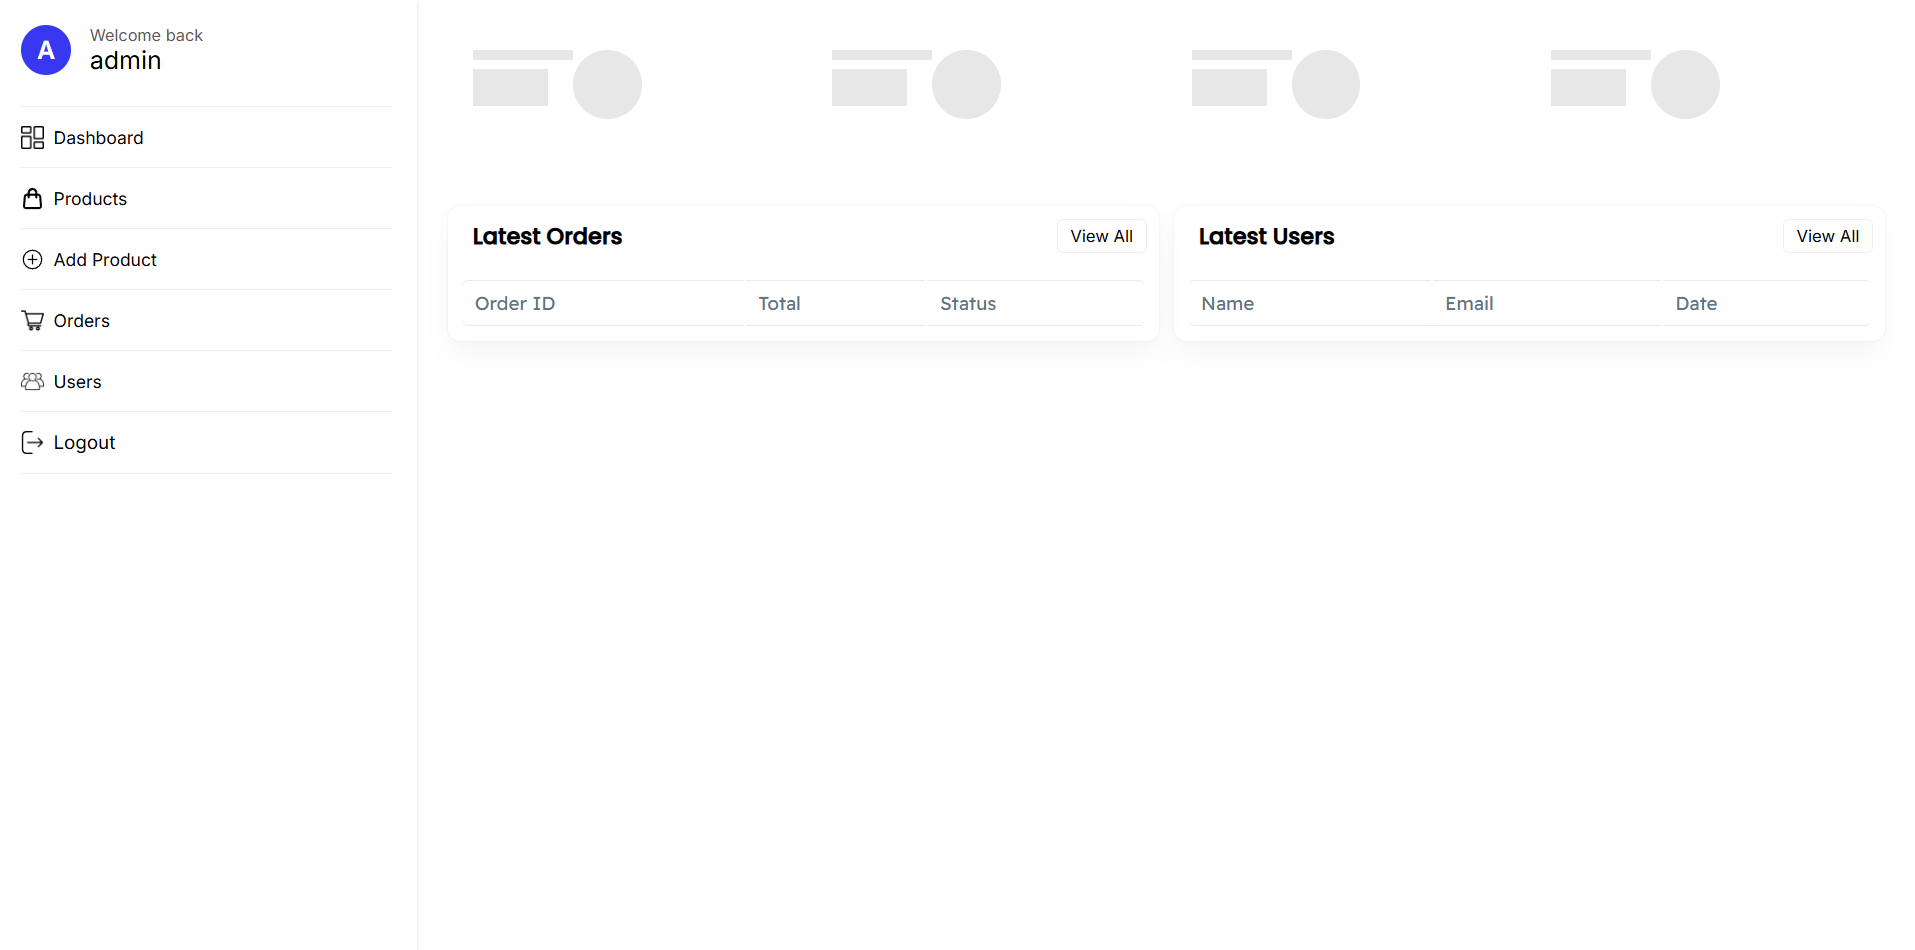 A
Welcome back
admin
Dashboard
Products
Add Product
Orders
Users
Logout
Latest Orders
View All
Order ID Total Status
Latest Users
View All
Name Email Date